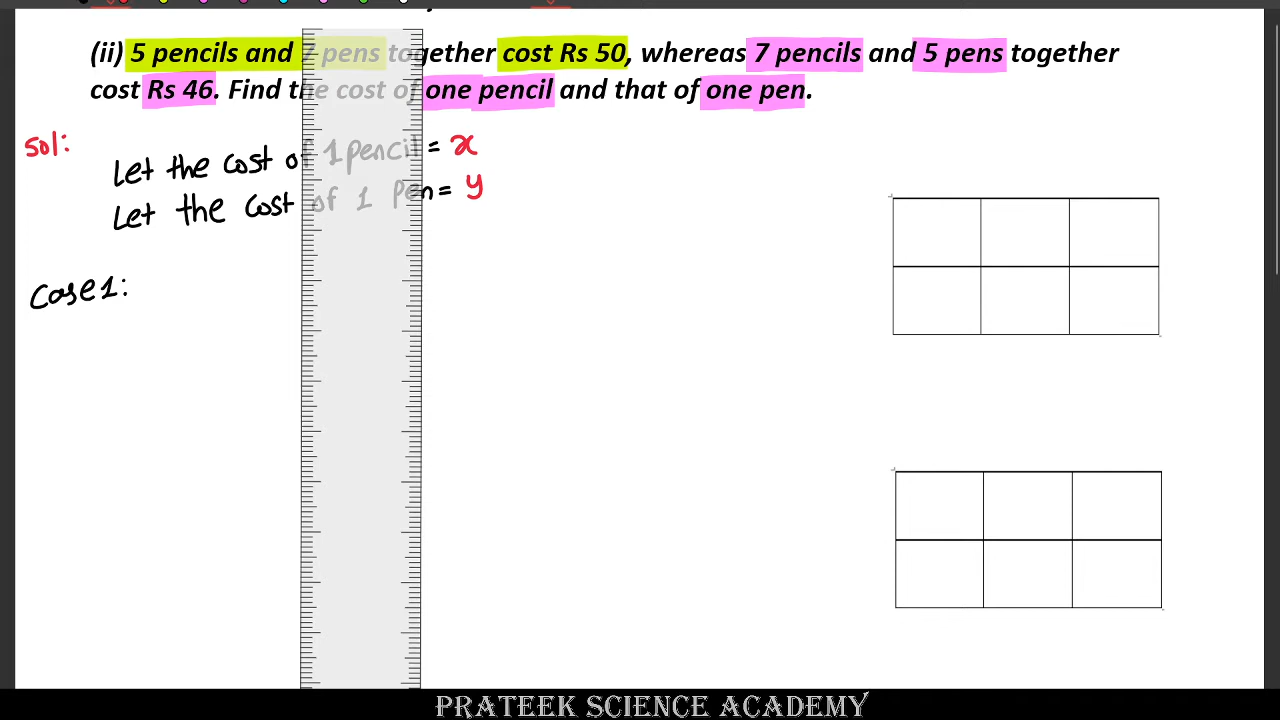 (ii) 5 pencils and 7 pens together cost Rs 50, whereas 7 pencils and 5 pens together
cost Rs 46. Find the cost of one pencil and that of one pen.
Sol:
Let the cost of 1 pencil = x
Let the cost of 1 pen = y
Case 1:
PRATEEK SCIENCE ACADEMY